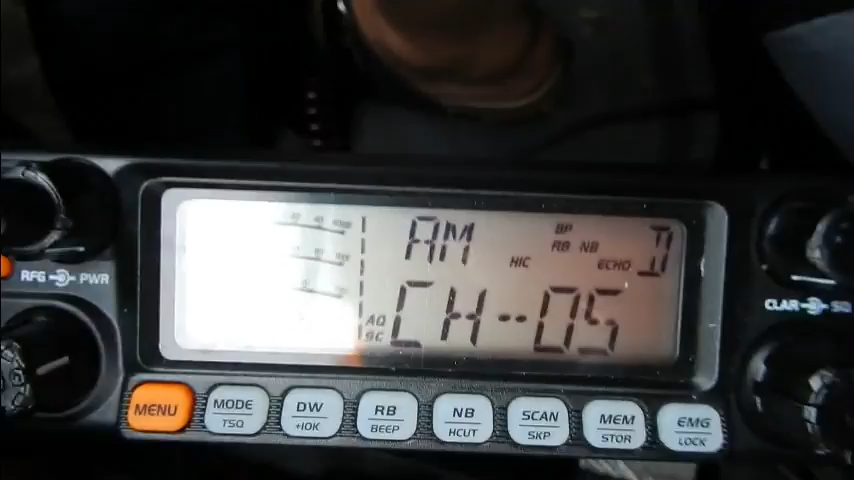 AM
BP
RB NB
HIC
ECHO
D
AQ
9C
CH--05
RFG PWR
CLAR SQ
MENU
MODE
TSQ
DW
+10K
RB
BEEP
NB
HCUT
SCAN
SKP
MEM
STOR
EMG
LOCK